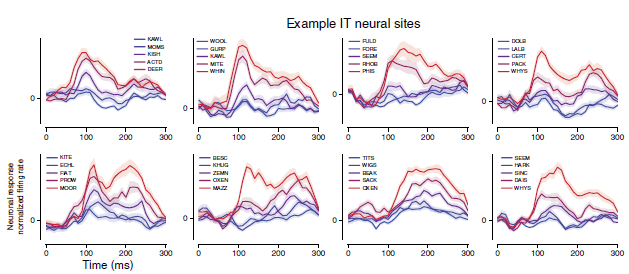 Example IT neural sites
KAWL
MOMS
KISH
ACTD
DEER
WOOL
GURP
KAWL
MITE
WHIN
FULD
FORE
SEEM
RHOB
PHIS
DOLB
LALB
CERT
PACK
WHYS
0
0
0
0
0 100 200 300
0 100 200 300
0 100 200 300
0 100 200 300
KITE
ECHL
FIAT
PROW
MOOR
BESC
KHUG
ZEMN
OXEN
MAZZ
TITS
WIGS
BEAK
SACK
OXEN
SEEM
HARK
SINC
DAIS
WHYS
Neuronal response
normalized firing rate
0
0
0
0
0 100 200 300
0 100 200 300
0 100 200 300
0 100 200 300
Time (ms)